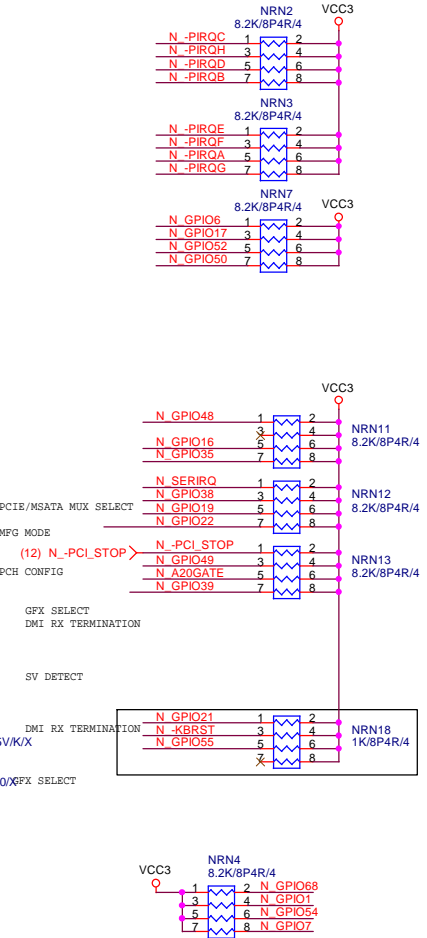 NRN2 VCC3
8.2K/8P4R/4
N_-PIRQC 1 2
N_-PIRQH 3 4
N_-PIRQD 5 6
N_-PIRQB 7 8
NRN3
8.2K/8P4R/4
N_-PIRQE 1 2
N_-PIRQF 3 4
N_-PIRQA 5 6
N_-PIRQG 7 8
NRN7 VCC3
8.2K/8P4R/4
N_GPIO6 1 2
N_GPIO17 3 4
N_GPIO52 5 6
N_GPIO50 7 8
VCC3
N_GPIO48 1 2
3 4 NRN11
N_GPIO16 5 6 8.2K/8P4R/4
N_GPIO35 7 8
N_SERIRQ 1 2
N_GPIO38 3 4 NRN12
PCIE/MSATA MUX SELECT N_GPIO19 5 6 8.2K/8P4R/4
N_GPIO22 7 8
MFG MODE
(12) N_-PCI_STOP N_-PCI_STOP 1 2
N_GPIO49 3 4 NRN13
PCH CONFIG N_A20GATE 5 6 8.2K/8P4R/4
N_GPIO39 7 8
GFX SELECT
DMI RX TERMINATION
SV DETECT
N_GPIO21 1 2
DMI RX TERMINATION N_-KBRST 3 4 NRN18
V/K/X N_GPIO55 5 6 1K/8P4R/4
7 8
0/X GFX SELECT
NRN4
VCC3 8.2K/8P4R/4
1 2 N_GPIO68
3 4 N_GPIO1
5 6 N_GPIO54
7 8 N_GPIO7